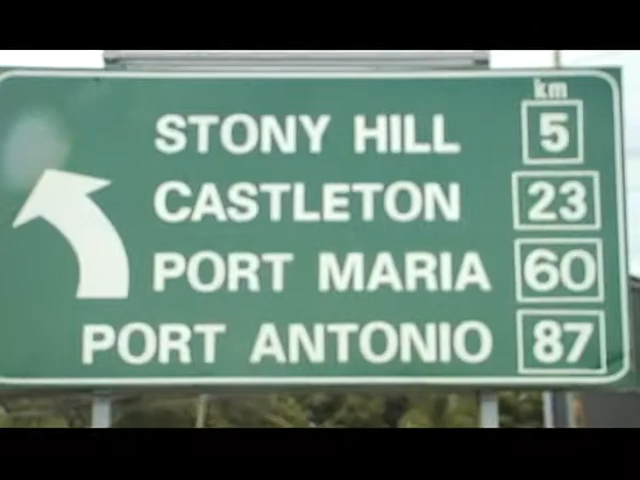 km
STONY HILL 5
CASTLETON 23
PORT MARIA 60
PORT ANTONIO 87